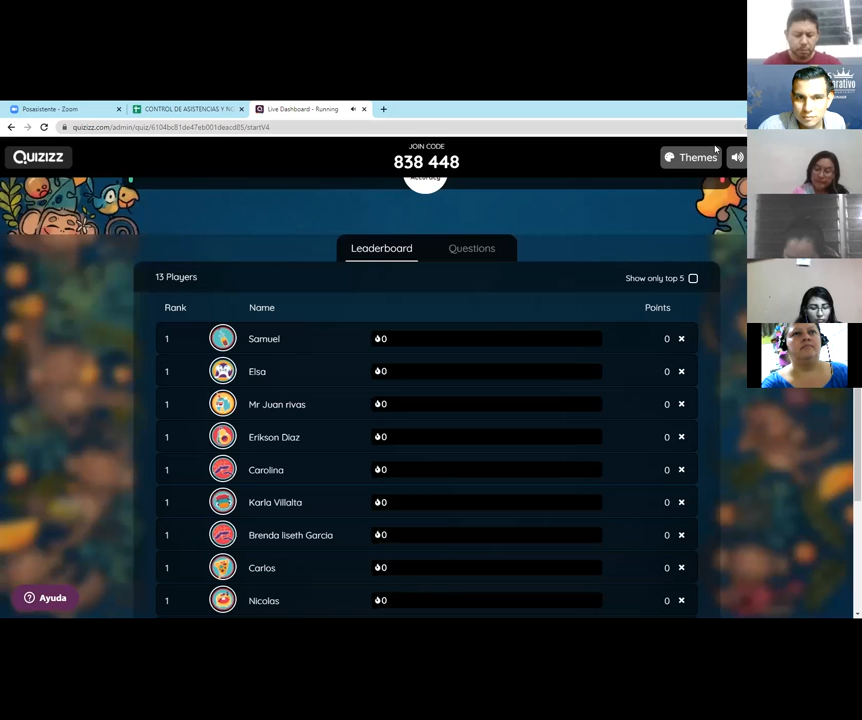 Posasistente - Zoom
CONTROL DE ASISTENCIAS Y N
Live Dashboard - Running
quizizz.com/admin/quiz/6104bc81de47eb001deacd85/startV4
Quizizz
JOIN CODE
838 448
Themes
Accuracy
Leaderboard
Questions
13 Players
Show only top 5
Rank Name Points
1 Samuel 0 0
1 Elsa 0 0
1 Mr Juan rivas 0 0
1 Erikson Diaz 0 0
1 Carolina 0 0
1 Karla Villalta 0 0
1 Brenda liseth Garcia 0 0
1 Carlos 0 0
1 Nicolas 0 0
Ayuda